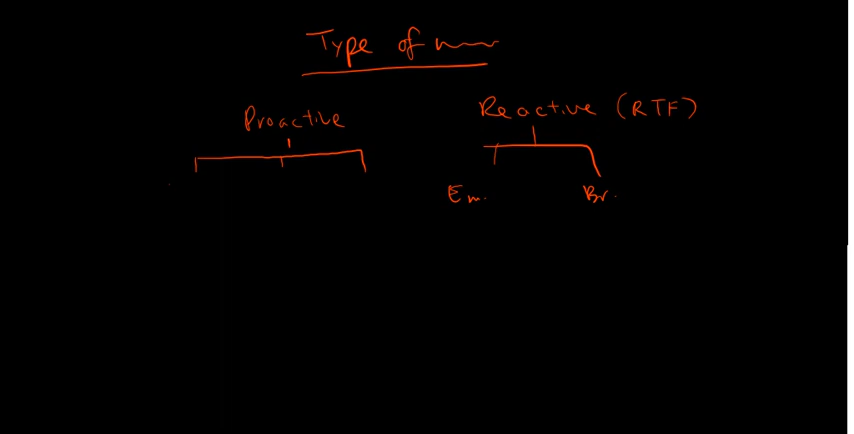 Type of
Proactive
Reactive (RTF)
Em.
Br.